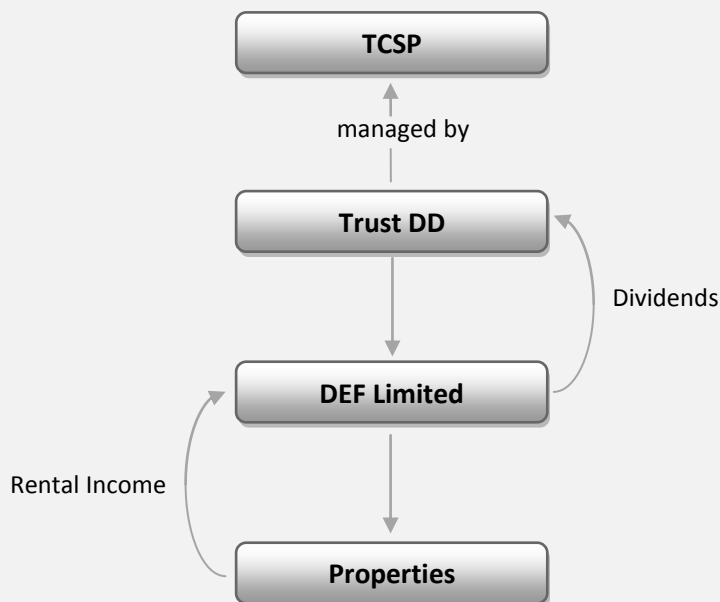 TCSP
managed by
Trust DD
Dividends
DEF Limited
Rental Income
Properties